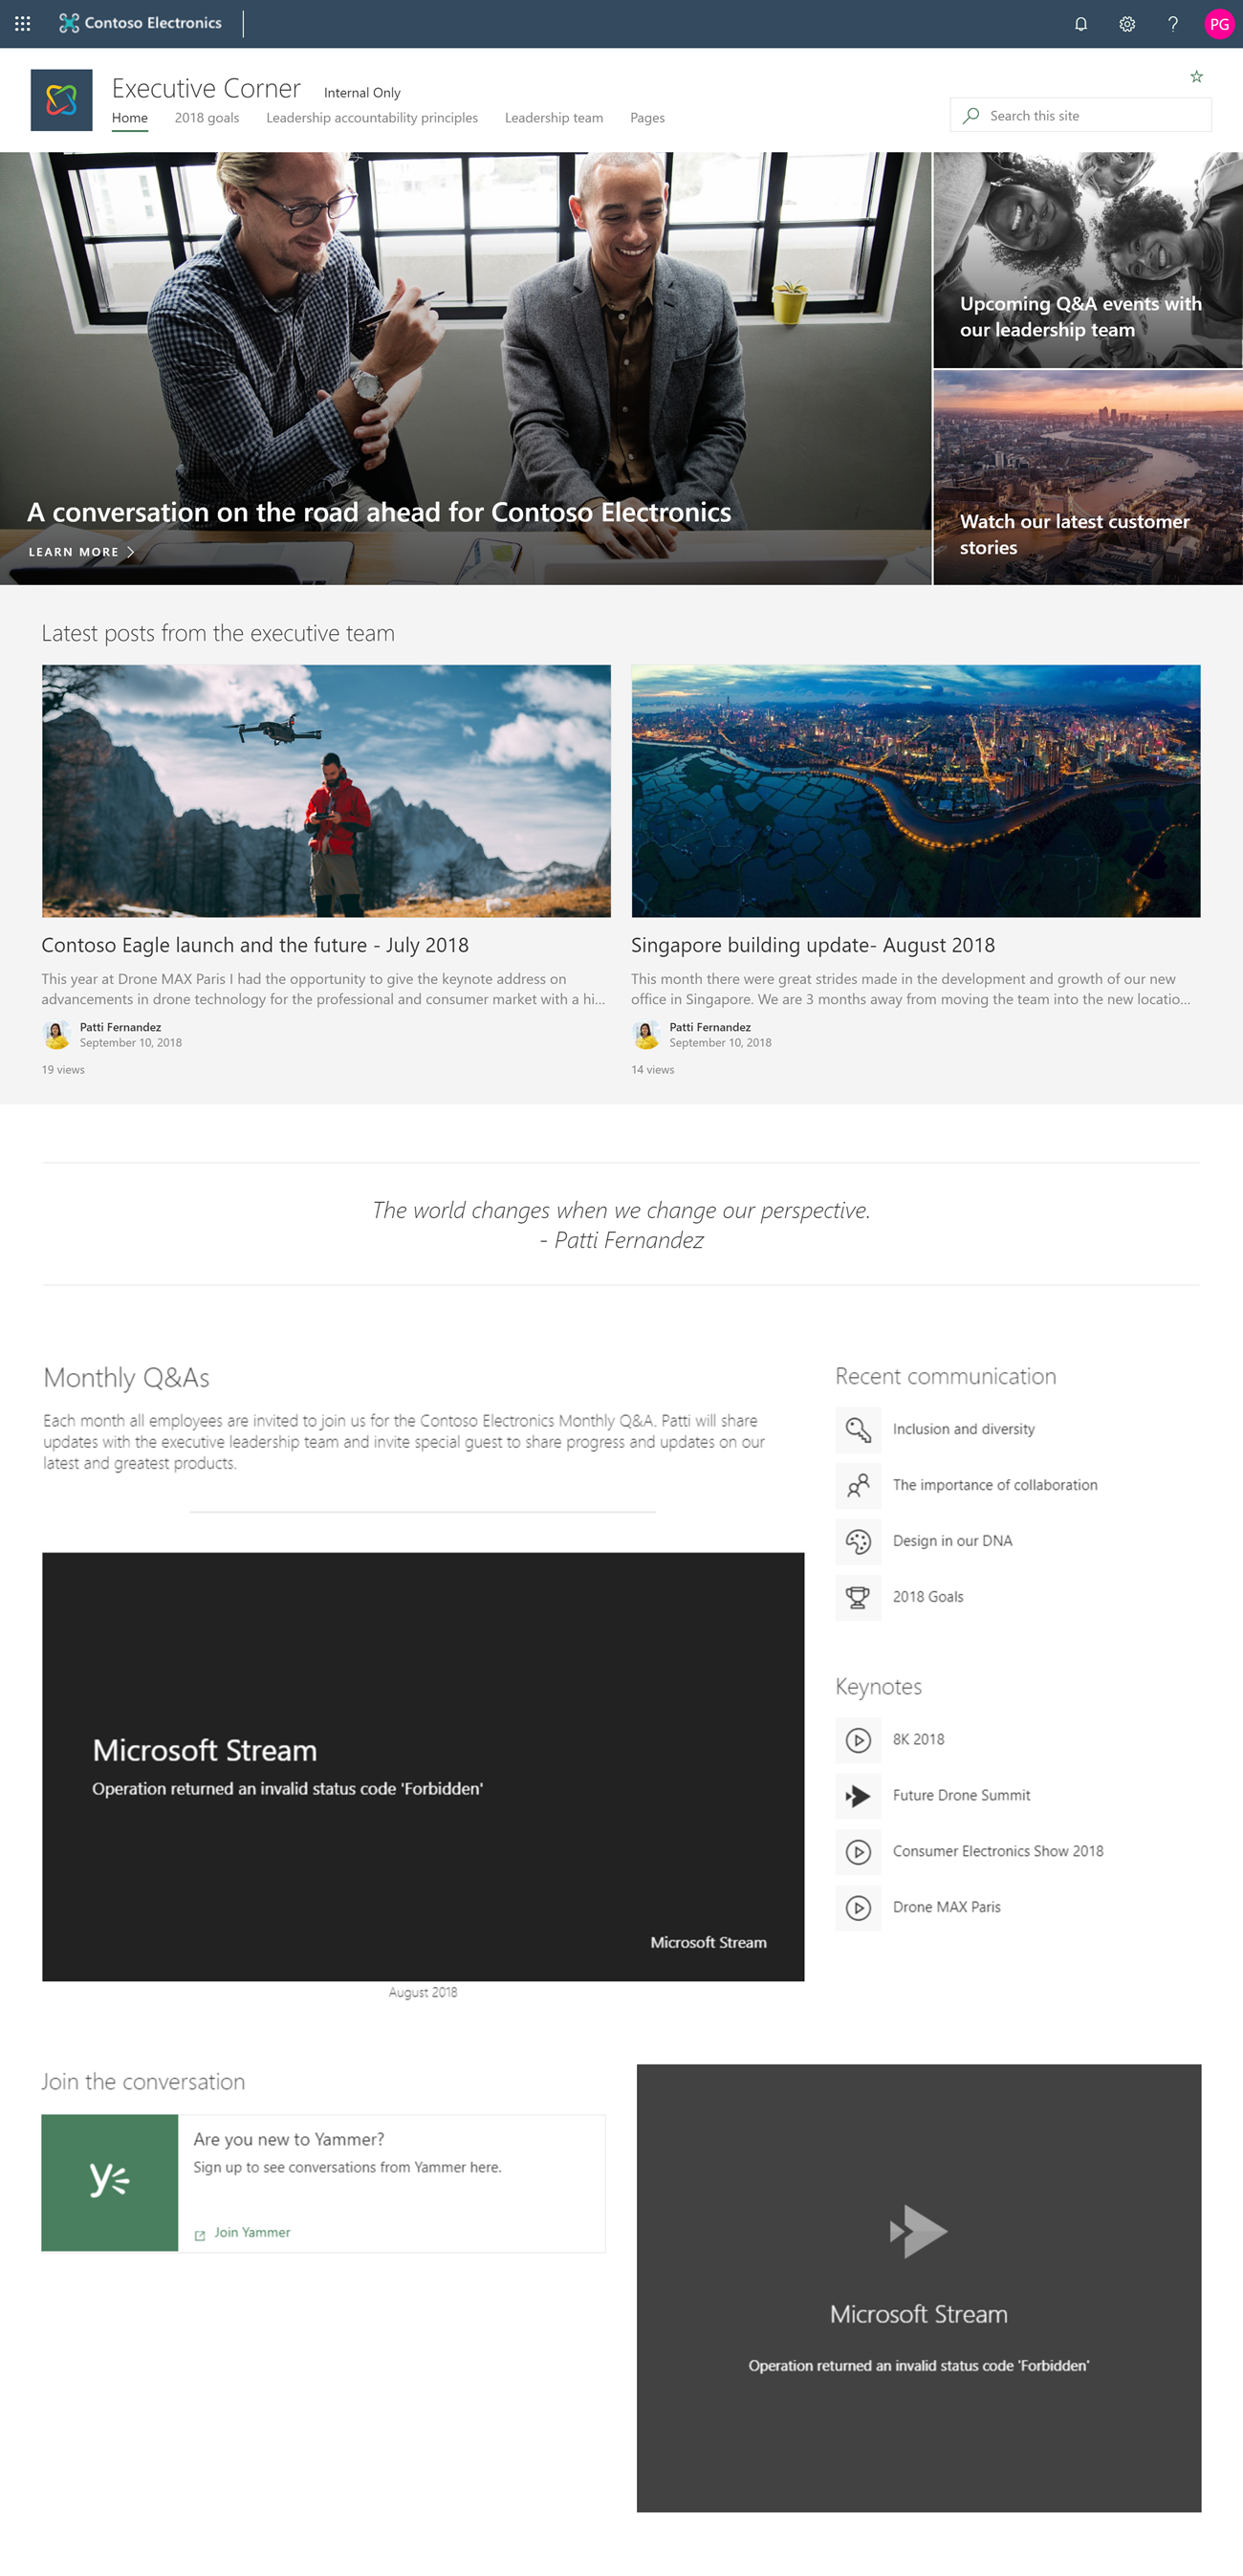 Contoso Electronics
PG
Executive Corner
Internal Only
Home
2018 goals
Leadership accountability principles
Leadership team
Pages
Search this site
A conversation on the road ahead for Contoso Electronics
LEARN MORE
Upcoming Q&A events with
our leadership team
Watch our latest customer
stories
Latest posts from the executive team
Contoso Eagle launch and the future - July 2018
This year at Drone MAX Paris I had the opportunity to give the keynote address on
advancements in drone technology for the professional and consumer market with a hi...
Patti Fernandez
September 10, 2018
19 views
Singapore building update- August 2018
This month there were great strides made in the development and growth of our new
office in Singapore. We are 3 months away from moving the team into the new locatio...
Patti Fernandez
September 10, 2018
14 views
The world changes when we change our perspective.
- Patti Fernandez
Monthly Q&As
Each month all employees are invited to join us for the Contoso Electronics Monthly Q&A. Patti will share
updates with the executive leadership team and invite special guest to share progress and updates on our
latest and greatest products.
Microsoft Stream
Operation returned an invalid status code 'Forbidden'
Microsoft Stream
August 2018
Recent communication
Inclusion and diversity
The importance of collaboration
Design in our DNA
2018 Goals
Keynotes
8K 2018
Future Drone Summit
Consumer Electronics Show 2018
Drone MAX Paris
Join the conversation
Are you new to Yammer?
Sign up to see conversations from Yammer here.
Join Yammer
Microsoft Stream
Operation returned an invalid status code 'Forbidden'